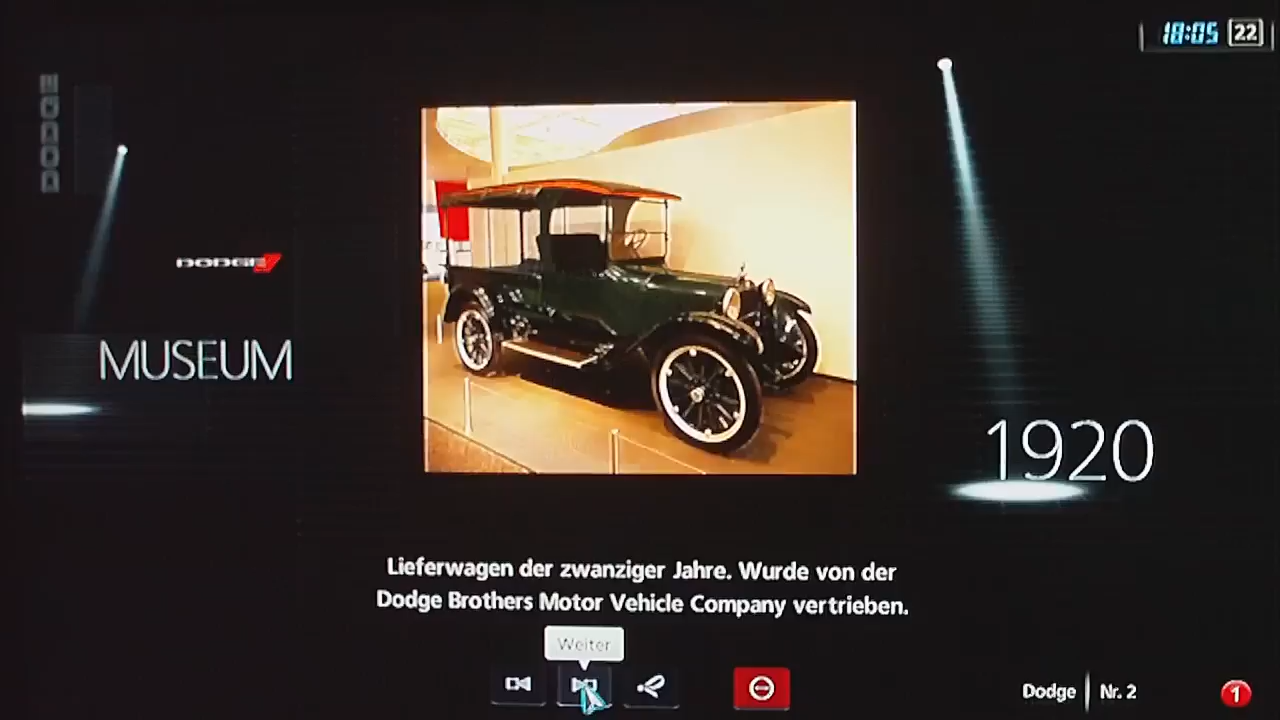 18:05 22
DODGE
DODGE
MUSEUM
1920
Lieferwagen der zwanziger Jahre. Wurde von der
Dodge Brothers Motor Vehicle Company vertrieben.
Weiter
Dodge | Nr. 2
1